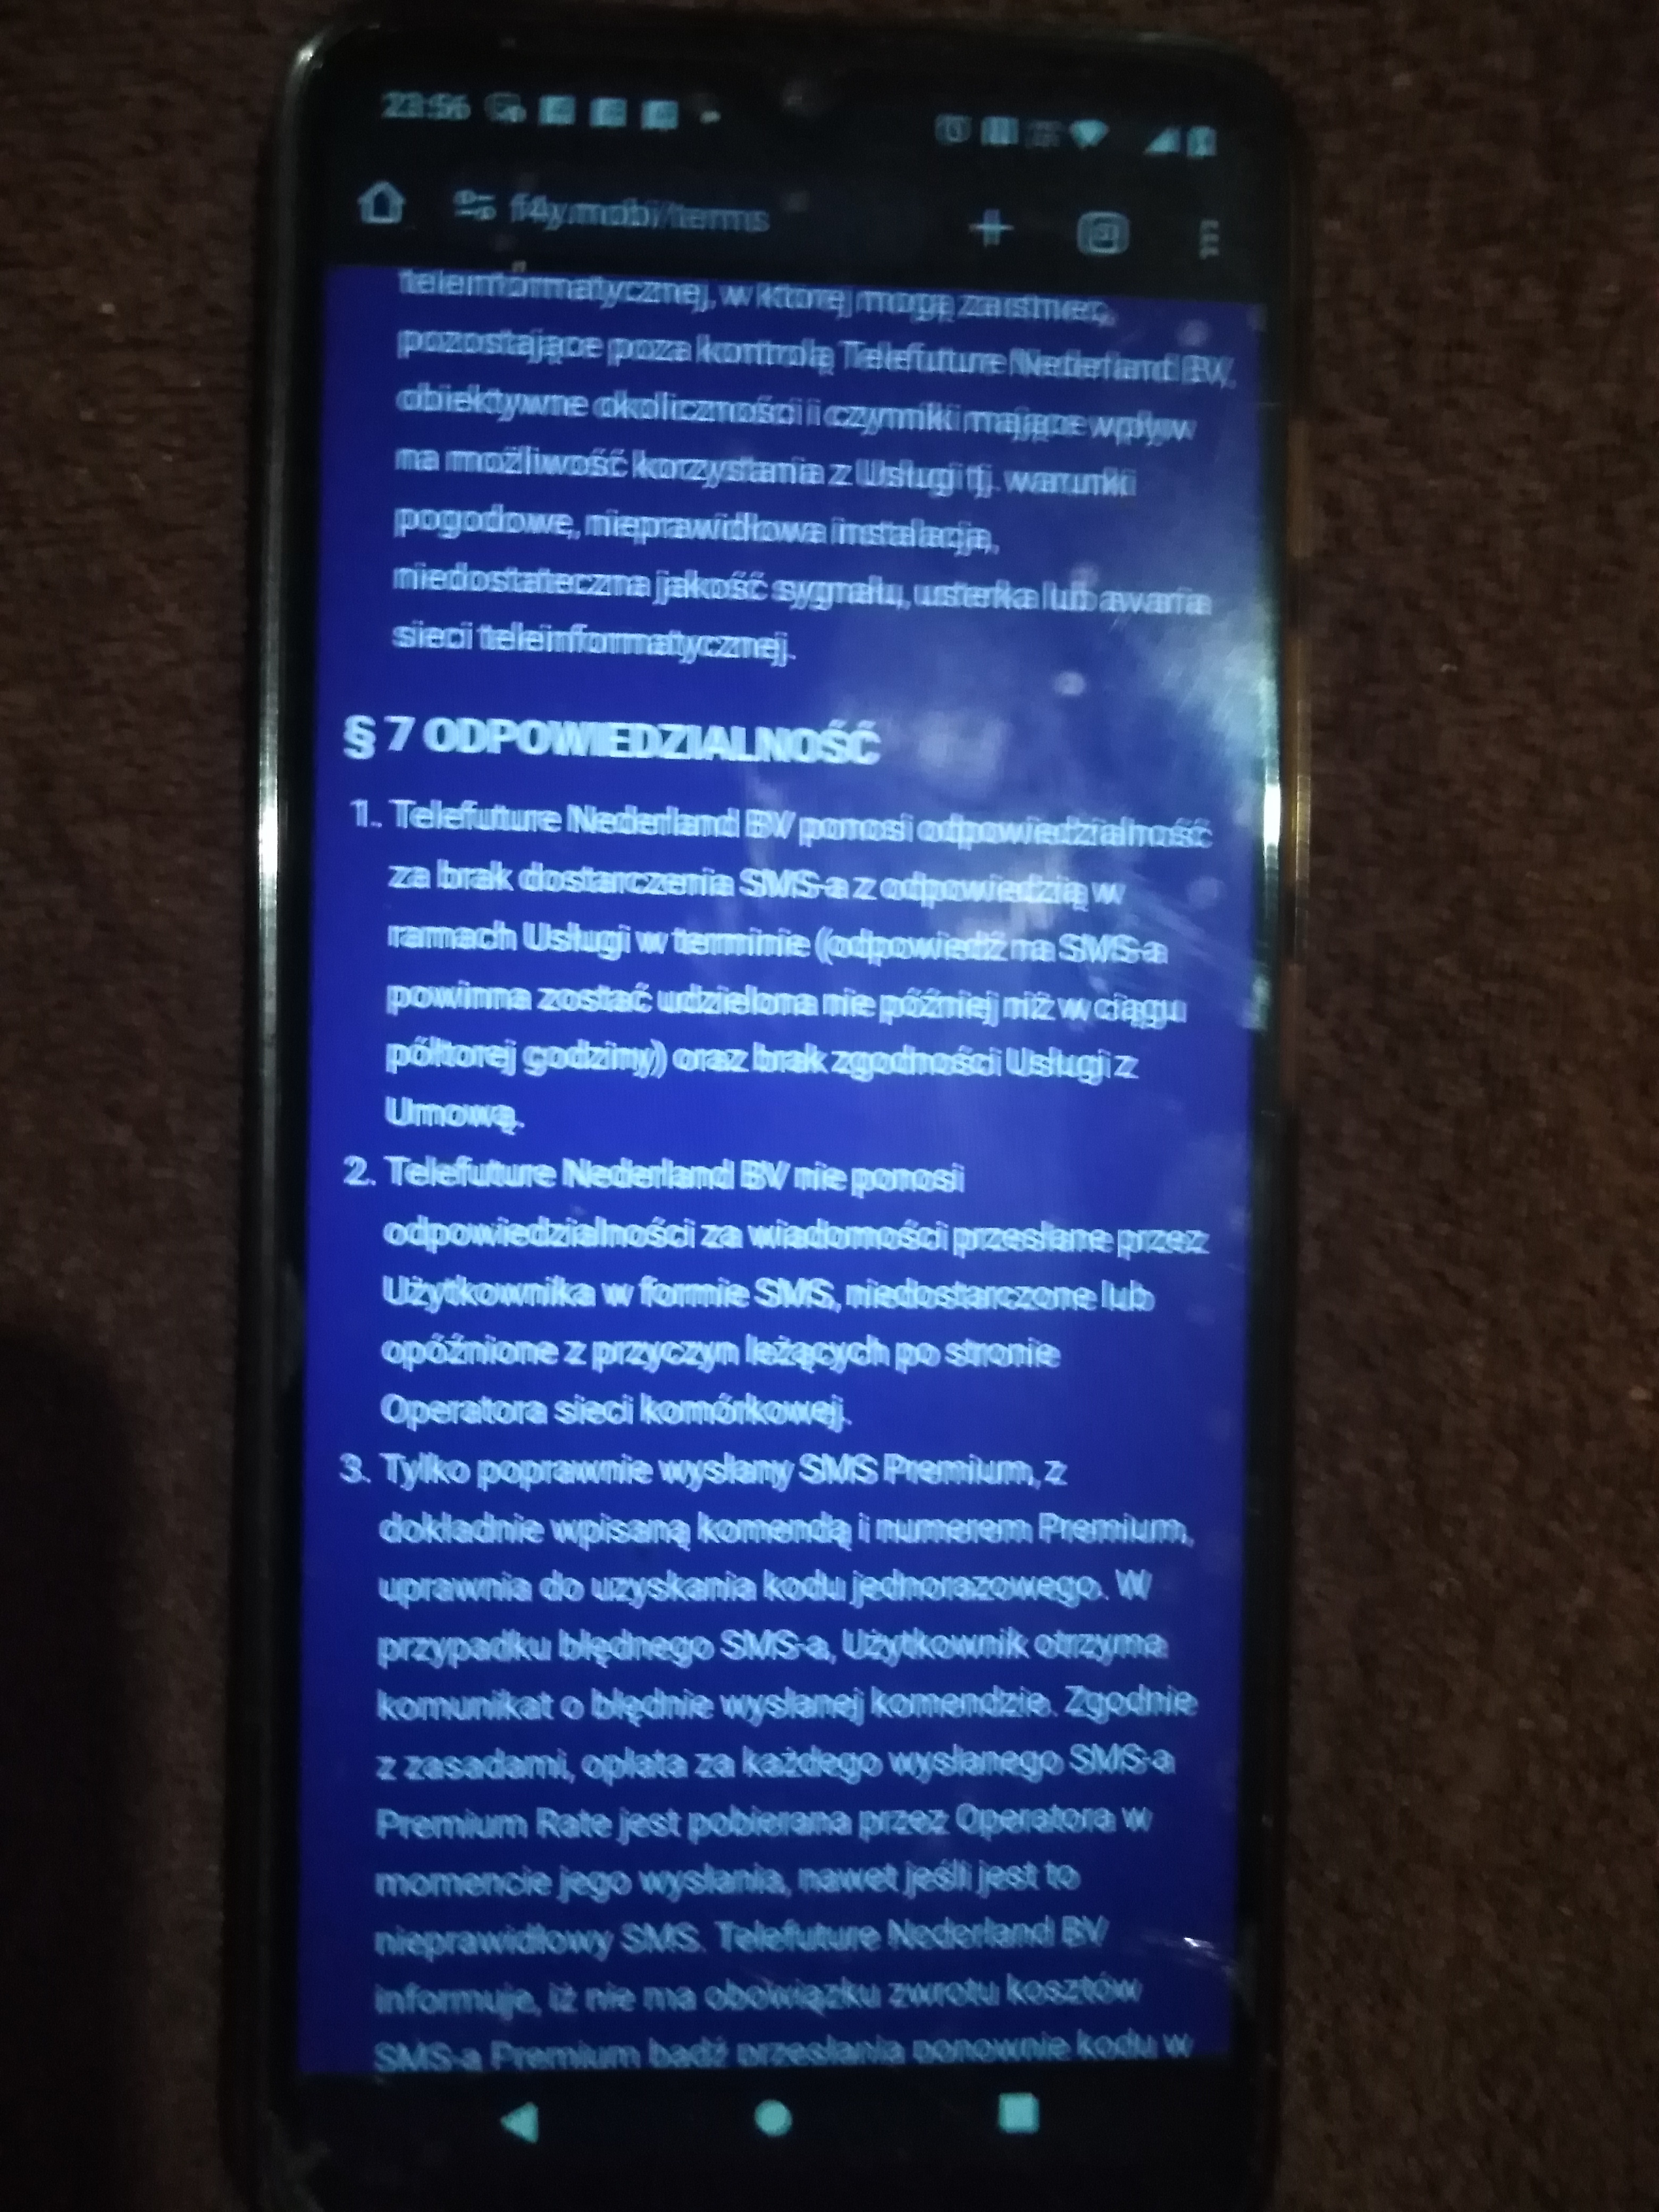 23:56
fl4y.mobi/terms
teleinformatycznej, w której mogą zaistnieć,
pozostające poza kontrolą Telefuture Nederland BV,
obiektywne okoliczności i czynniki mające wpływ
na możliwość korzystania z Usługi tj. warunki
pogodowe, nieprawidłowa instalacja,
niedostateczna jakość sygnału, usterka lub awaria
sieci teleinformatycznej.
§ 7 ODPOWIEDZIALNOŚĆ
1. Telefuture Nederland BV ponosi odpowiedzialność
za brak dostarczenia SMS-a z odpowiedzią w
ramach Usługi w terminie (odpowiedź na SMS-a
powinna zostać udzielona nie później niż w ciągu
półtorej godziny) oraz brak zgodności Usługi z
Umową.
2. Telefuture Nederland BV nie ponosi
odpowiedzialności za wiadomości przesłane przez
Użytkownika w formie SMS, niedostarczone lub
opóźnione z przyczyn leżących po stronie
Operatora sieci komórkowej.
3. Tylko poprawnie wysłany SMS Premium, z
dokładnie wpisaną komendą i numerem Premium,
uprawnia do uzyskania kodu jednorazowego. W
przypadku błędnego SMS-a, Użytkownik otrzyma
komunikat o błędnie wysłanej komendzie. Zgodnie
z zasadami, opłata za każdego wysłanego SMS-a
Premium Rate jest pobierana przez Operatora w
momencie jego wysłania, nawet jeśli jest to
nieprawidłowy SMS. Telefuture Nederland BV
informuje, iż nie ma obowiązku zwrotu kosztów
SMS-a Premium bądź przesłania ponownie kodu w